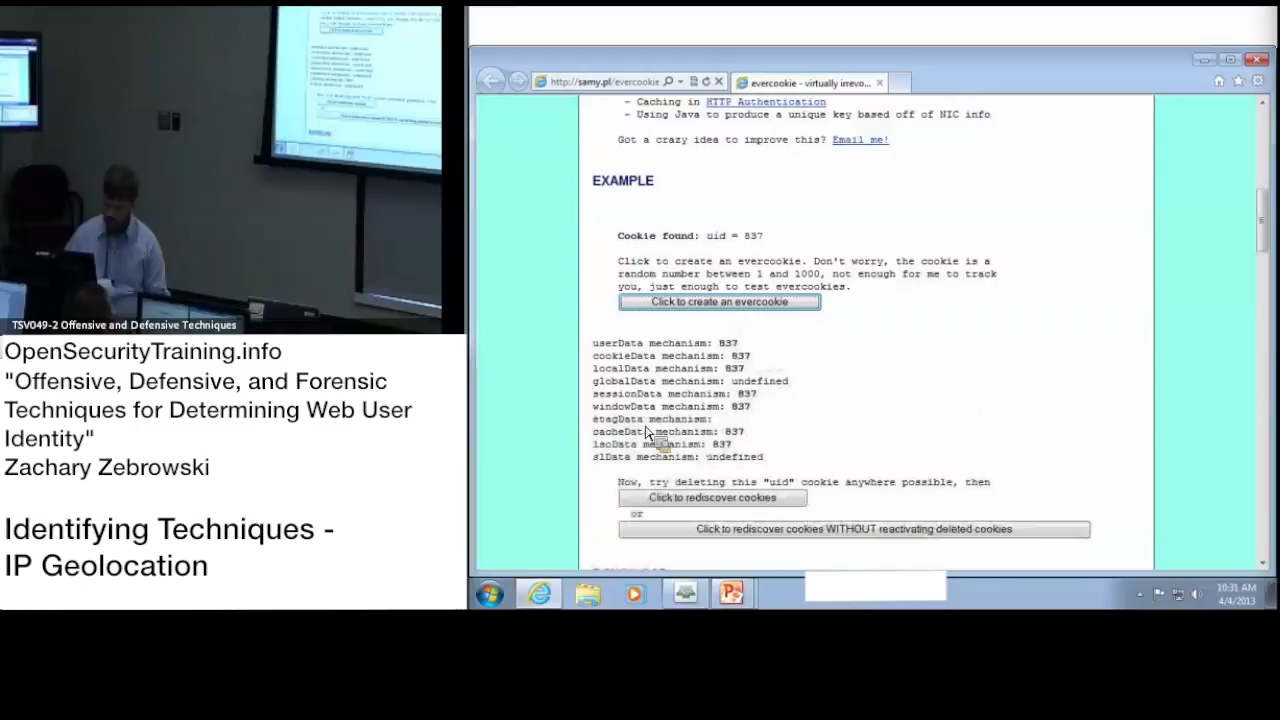 http://samy.pl/evercookie
evercookie - virtually irrevo...
- Caching in HTTP Authentication
- Using Java to produce a unique key based off of NIC info
Got a crazy idea to improve this? Email me!
EXAMPLE
Cookie found: uid = 837
Click to create an evercookie. Don't worry, the cookie is a
random number between 1 and 1000, not enough for me to track
you, just enough to test evercookies.
Click to create an evercookie
userData mechanism: 837
cookieData mechanism: 837
localData mechanism: 837
globalData mechanism: undefined
sessionData mechanism: 837
windowData mechanism: 837
etagData mechanism:
cacheData mechanism: 837
lsoData mechanism: 837
slData mechanism: undefined
Now, try deleting this "uid" cookie anywhere possible, then
Click to rediscover cookies
or
Click to rediscover cookies WITHOUT reactivating deleted cookies
10:31 AM
4/4/2013
TSV049-2 Offensive and Defensive Techniques
OpenSecurityTraining.info
"Offensive, Defensive, and Forensic
Techniques for Determining Web User
Identity"
Zachary Zebrowski
Identifying Techniques -
IP Geolocation